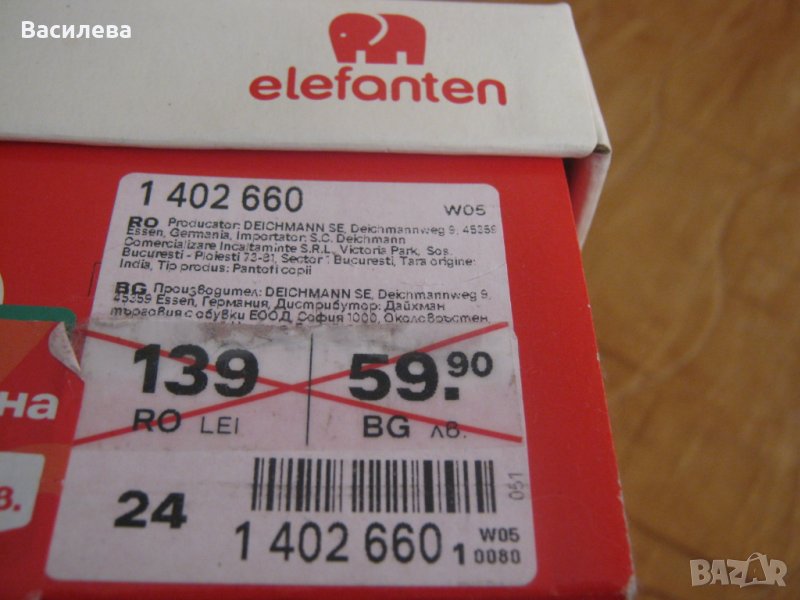 Василева
elefanten
1 402 660
W05
RO Producator: DEICHMANN SE, Deichmannweg 9, 45359
Essen, Germania, Importator: S.C. Deichmann
Comercializare Incaltaminte S.R.L, Victoria Park, Sos.
Bucuresti - Ploiesti 73-81, Sector 1 Bucuresti, Tara origine:
India, Tip produs: Pantofi copii
BG Производител: DEICHMANN SE, Deichmannweg 9,
45359 Essen, Германия, Дистрибутор: Дайхман
търговия с обувки ЕООД, София 1000, Околовръстен
139
RO LEI
59.90
BG лв.
на
в.
24
051
1 402 660 1
W05
0080
BAZAR